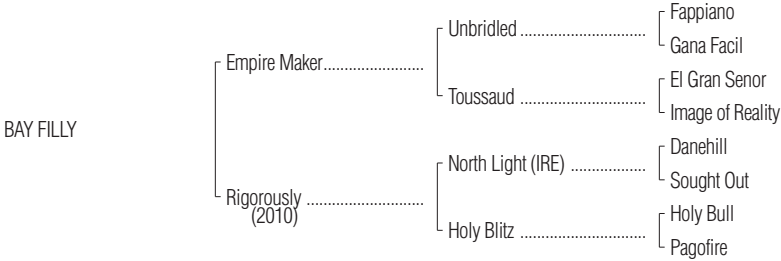 Fappiano
Unbridled ..............................
Gana Facil
Empire Maker........................
El Gran Senor
Toussaud ..............................
Image of Reality
BAY FILLY
Danehill
North Light (IRE) ..................
Sought Out
Rigorously ............................
(2010)
Holy Bull
Holy Blitz ..............................
Pagofire